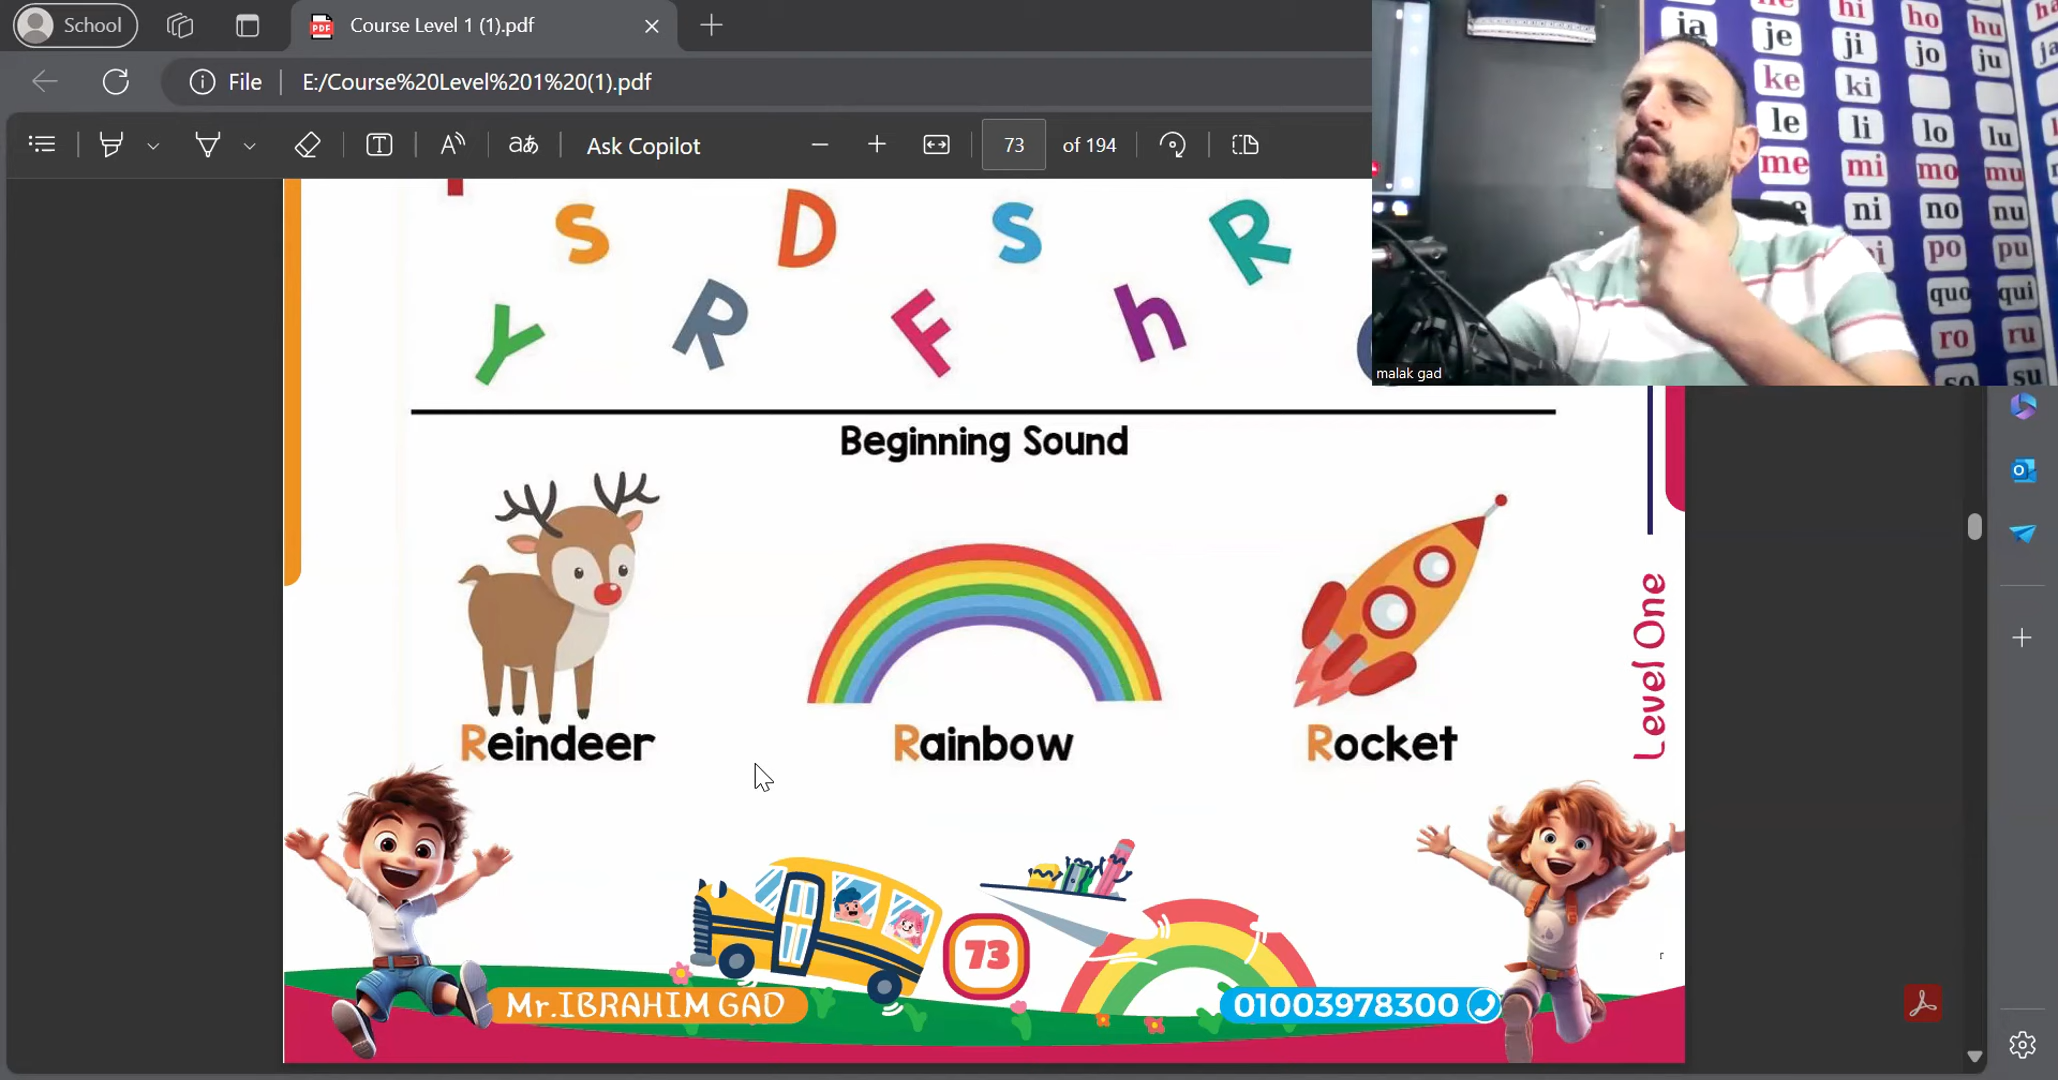 School
Course Level 1 (1).pdf
File
E:/Course%20Level%201%20(1).pdf
Ask Copilot
73 of 194
s D s R
Y R F h
Beginning Sound
Reindeer
Rainbow
Rocket
Level One
73
Mr.IBRAHIM GAD
01003978300
malak gad
ja je ji jo ju
hi ho hu
ke ki
le li lo lu
me mi mo mu
ni no nu
po pu
quo qui
ro ru
so su